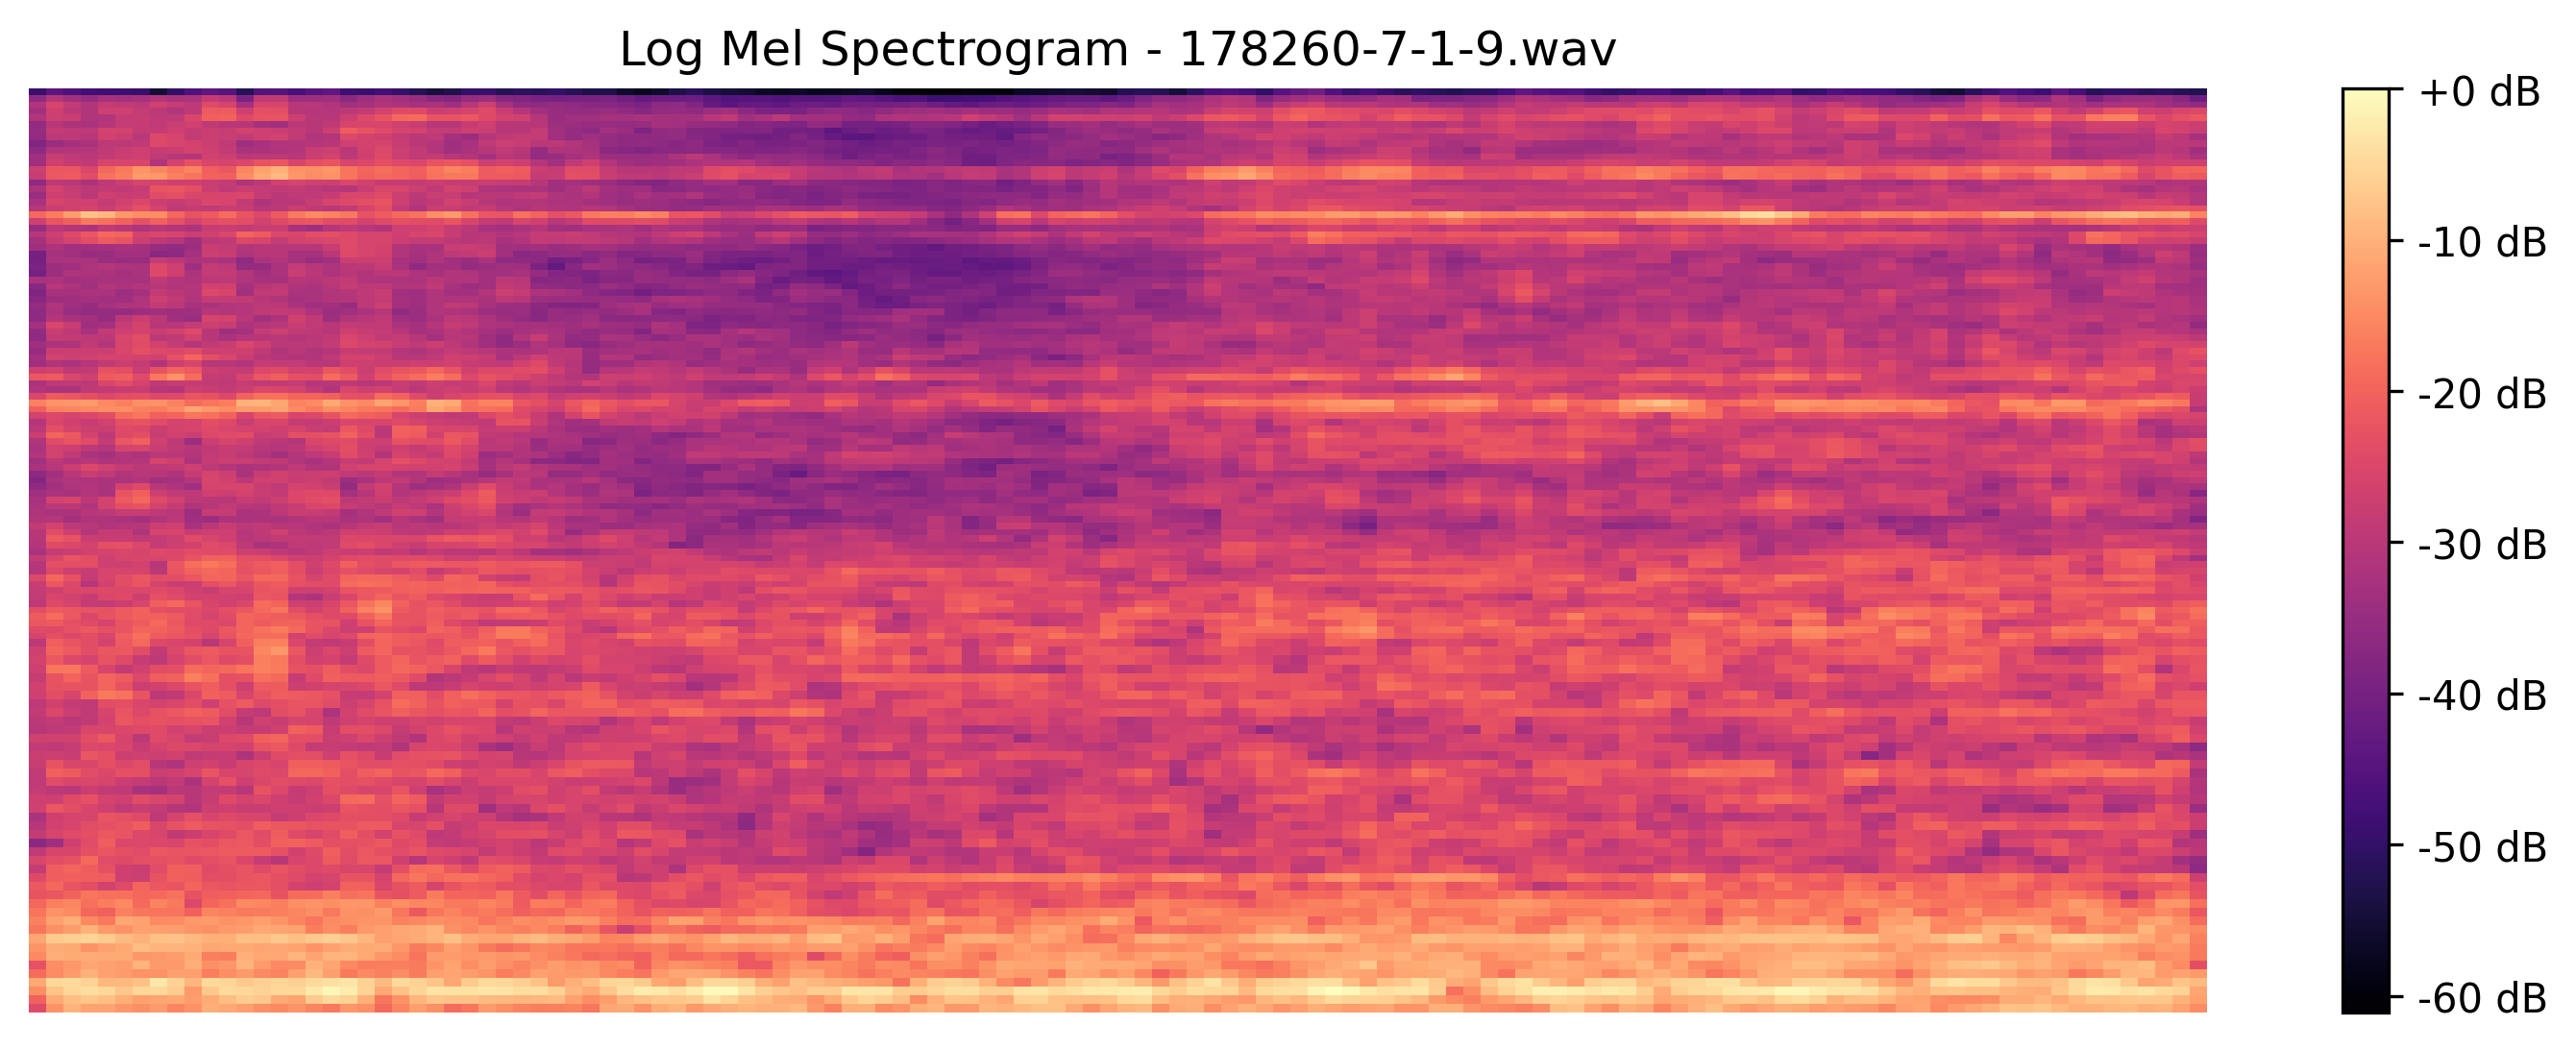 Log Mel Spectrogram - 178260-7-1-9.wav
+0 dB
-10 dB
-20 dB
-30 dB
-40 dB
-50 dB
-60 dB